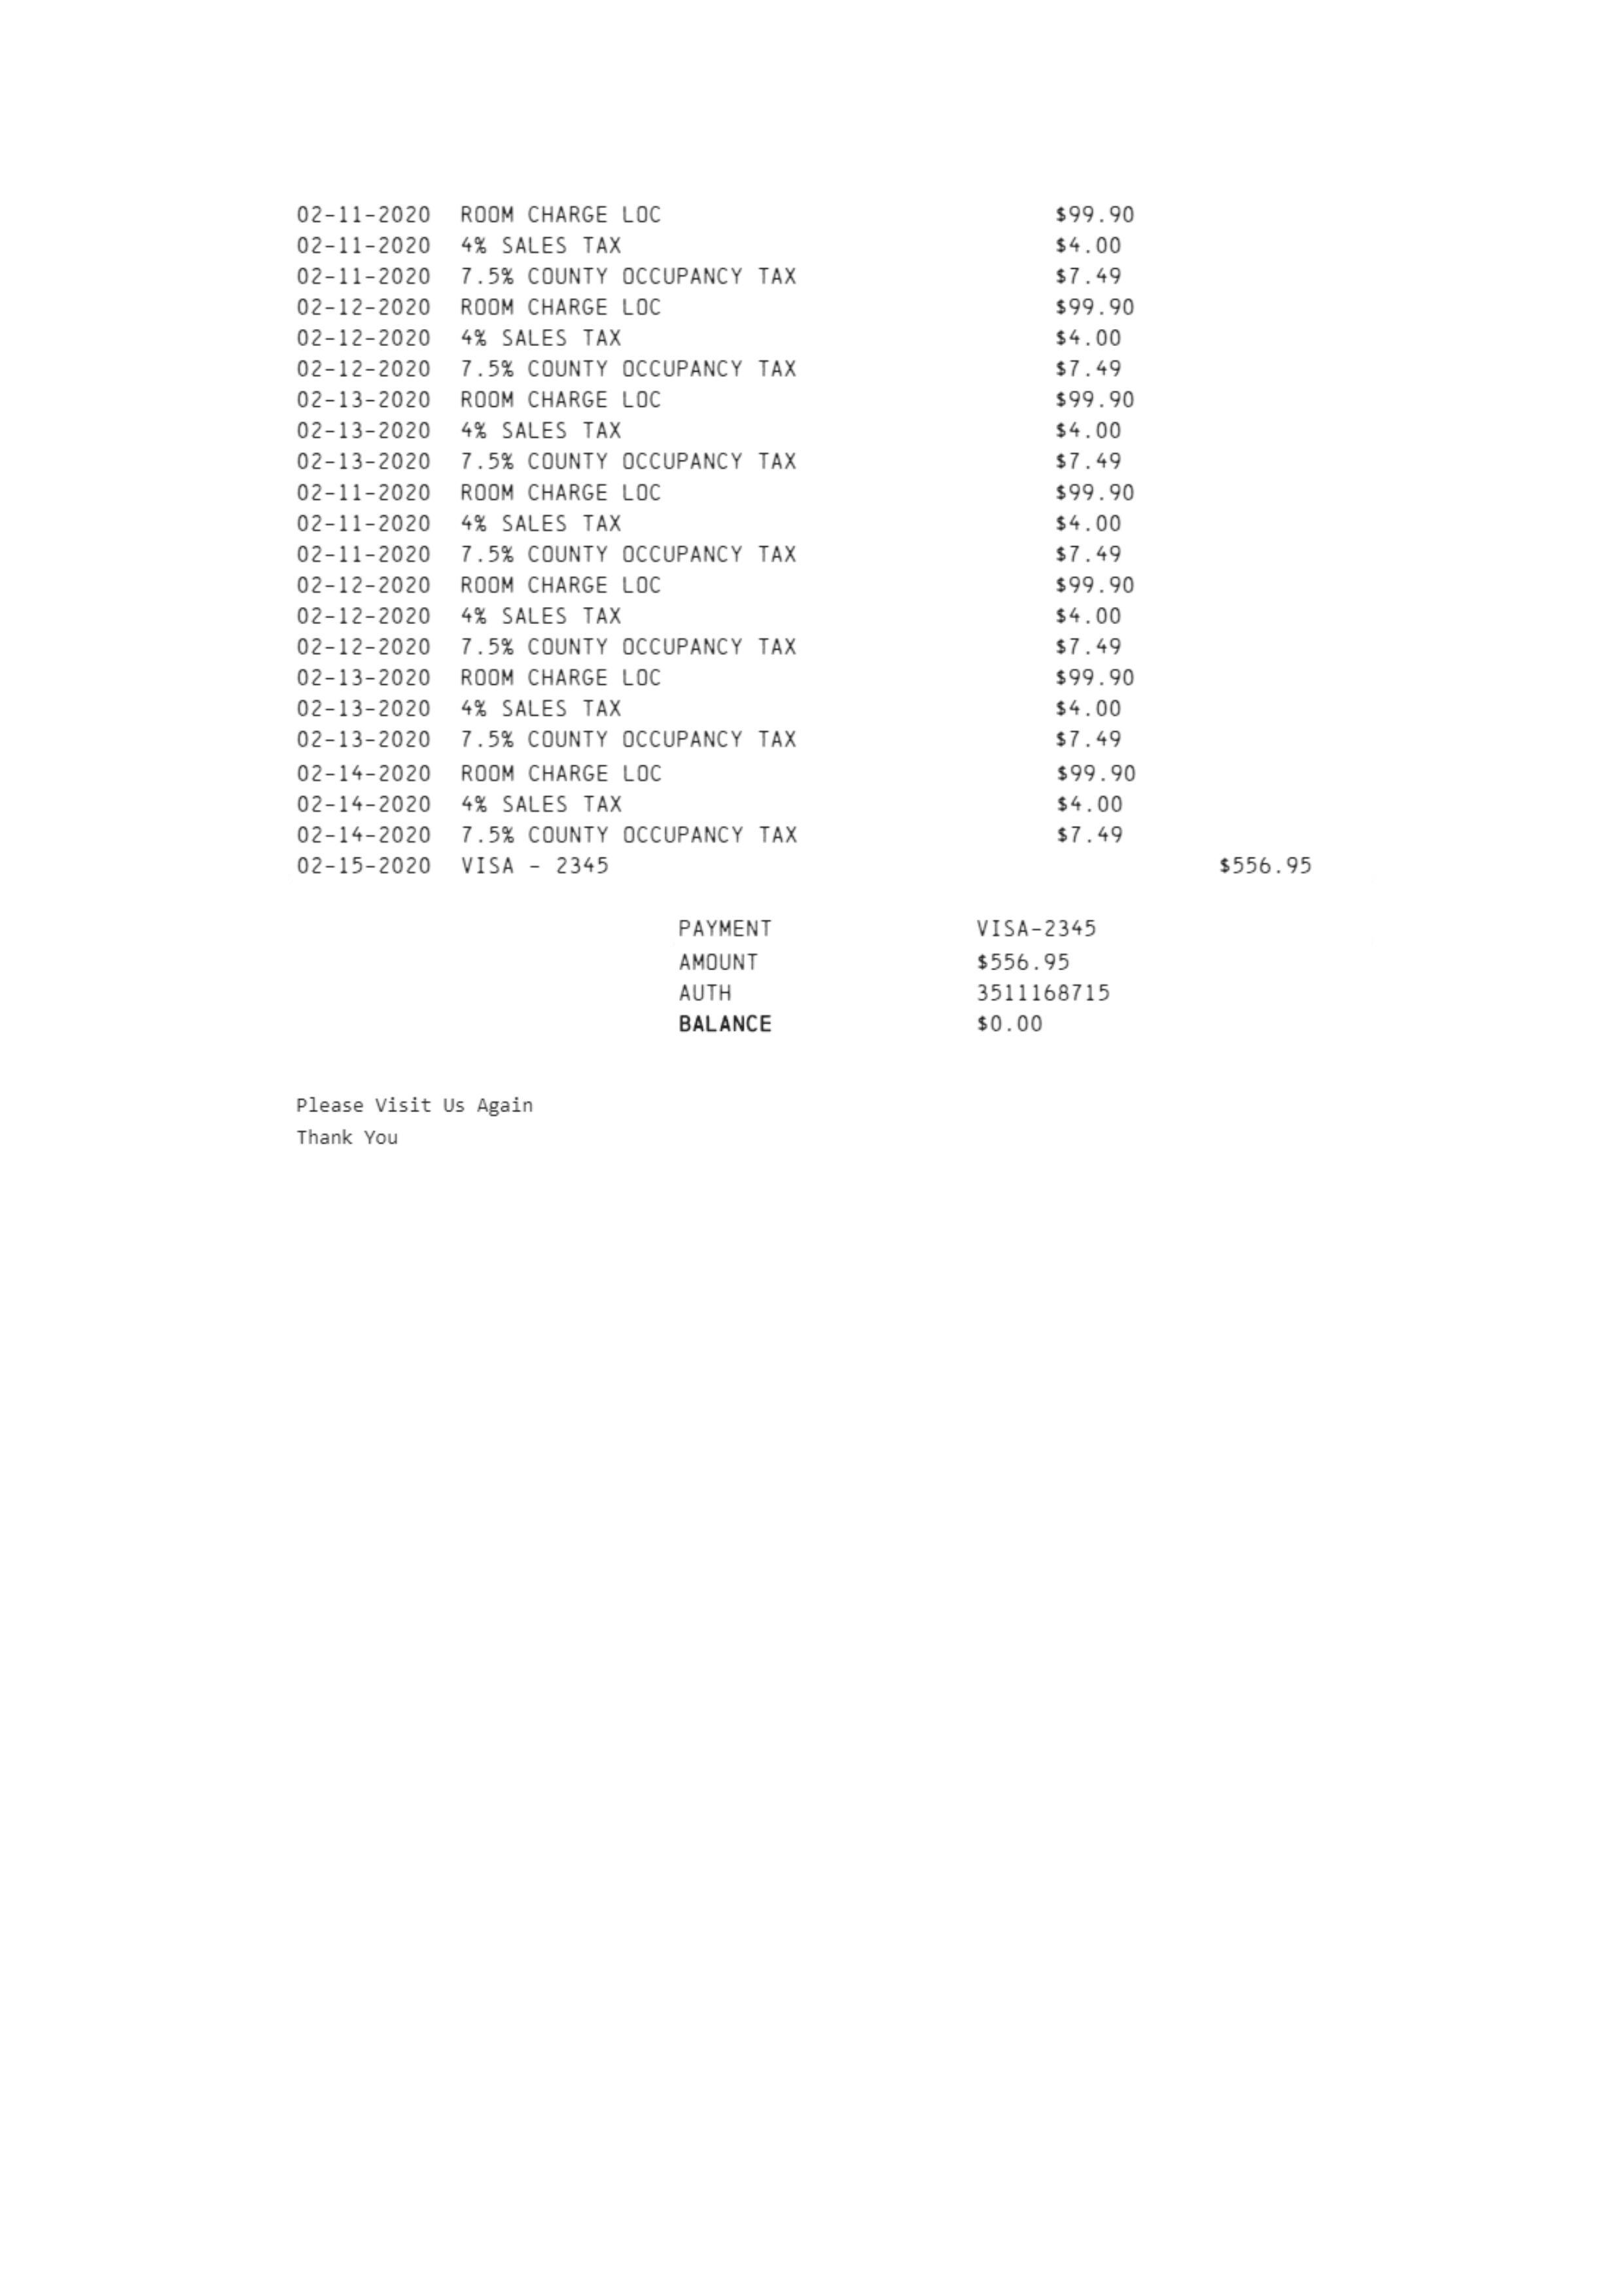 02-11-2020 ROOM CHARGE LOC $99.90
02-11-2020 4% SALES TAX $4.00
02-11-2020 7.5% COUNTY OCCUPANCY TAX $7.49
02-12-2020 ROOM CHARGE LOC $99.90
02-12-2020 4% SALES TAX $4.00
02-12-2020 7.5% COUNTY OCCUPANCY TAX $7.49
02-13-2020 ROOM CHARGE LOC $99.90
02-13-2020 4% SALES TAX $4.00
02-13-2020 7.5% COUNTY OCCUPANCY TAX $7.49
02-11-2020 ROOM CHARGE LOC $99.90
02-11-2020 4% SALES TAX $4.00
02-11-2020 7.5% COUNTY OCCUPANCY TAX $7.49
02-12-2020 ROOM CHARGE LOC $99.90
02-12-2020 4% SALES TAX $4.00
02-12-2020 7.5% COUNTY OCCUPANCY TAX $7.49
02-13-2020 ROOM CHARGE LOC $99.90
02-13-2020 4% SALES TAX $4.00
02-13-2020 7.5% COUNTY OCCUPANCY TAX $7.49
02-14-2020 ROOM CHARGE LOC $99.90
02-14-2020 4% SALES TAX $4.00
02-14-2020 7.5% COUNTY OCCUPANCY TAX $7.49
02-15-2020 VISA - 2345 $556.95
PAYMENT VISA-2345
AMOUNT $556.95
AUTH 3511168715
BALANCE $0.00
Please Visit Us Again
Thank You